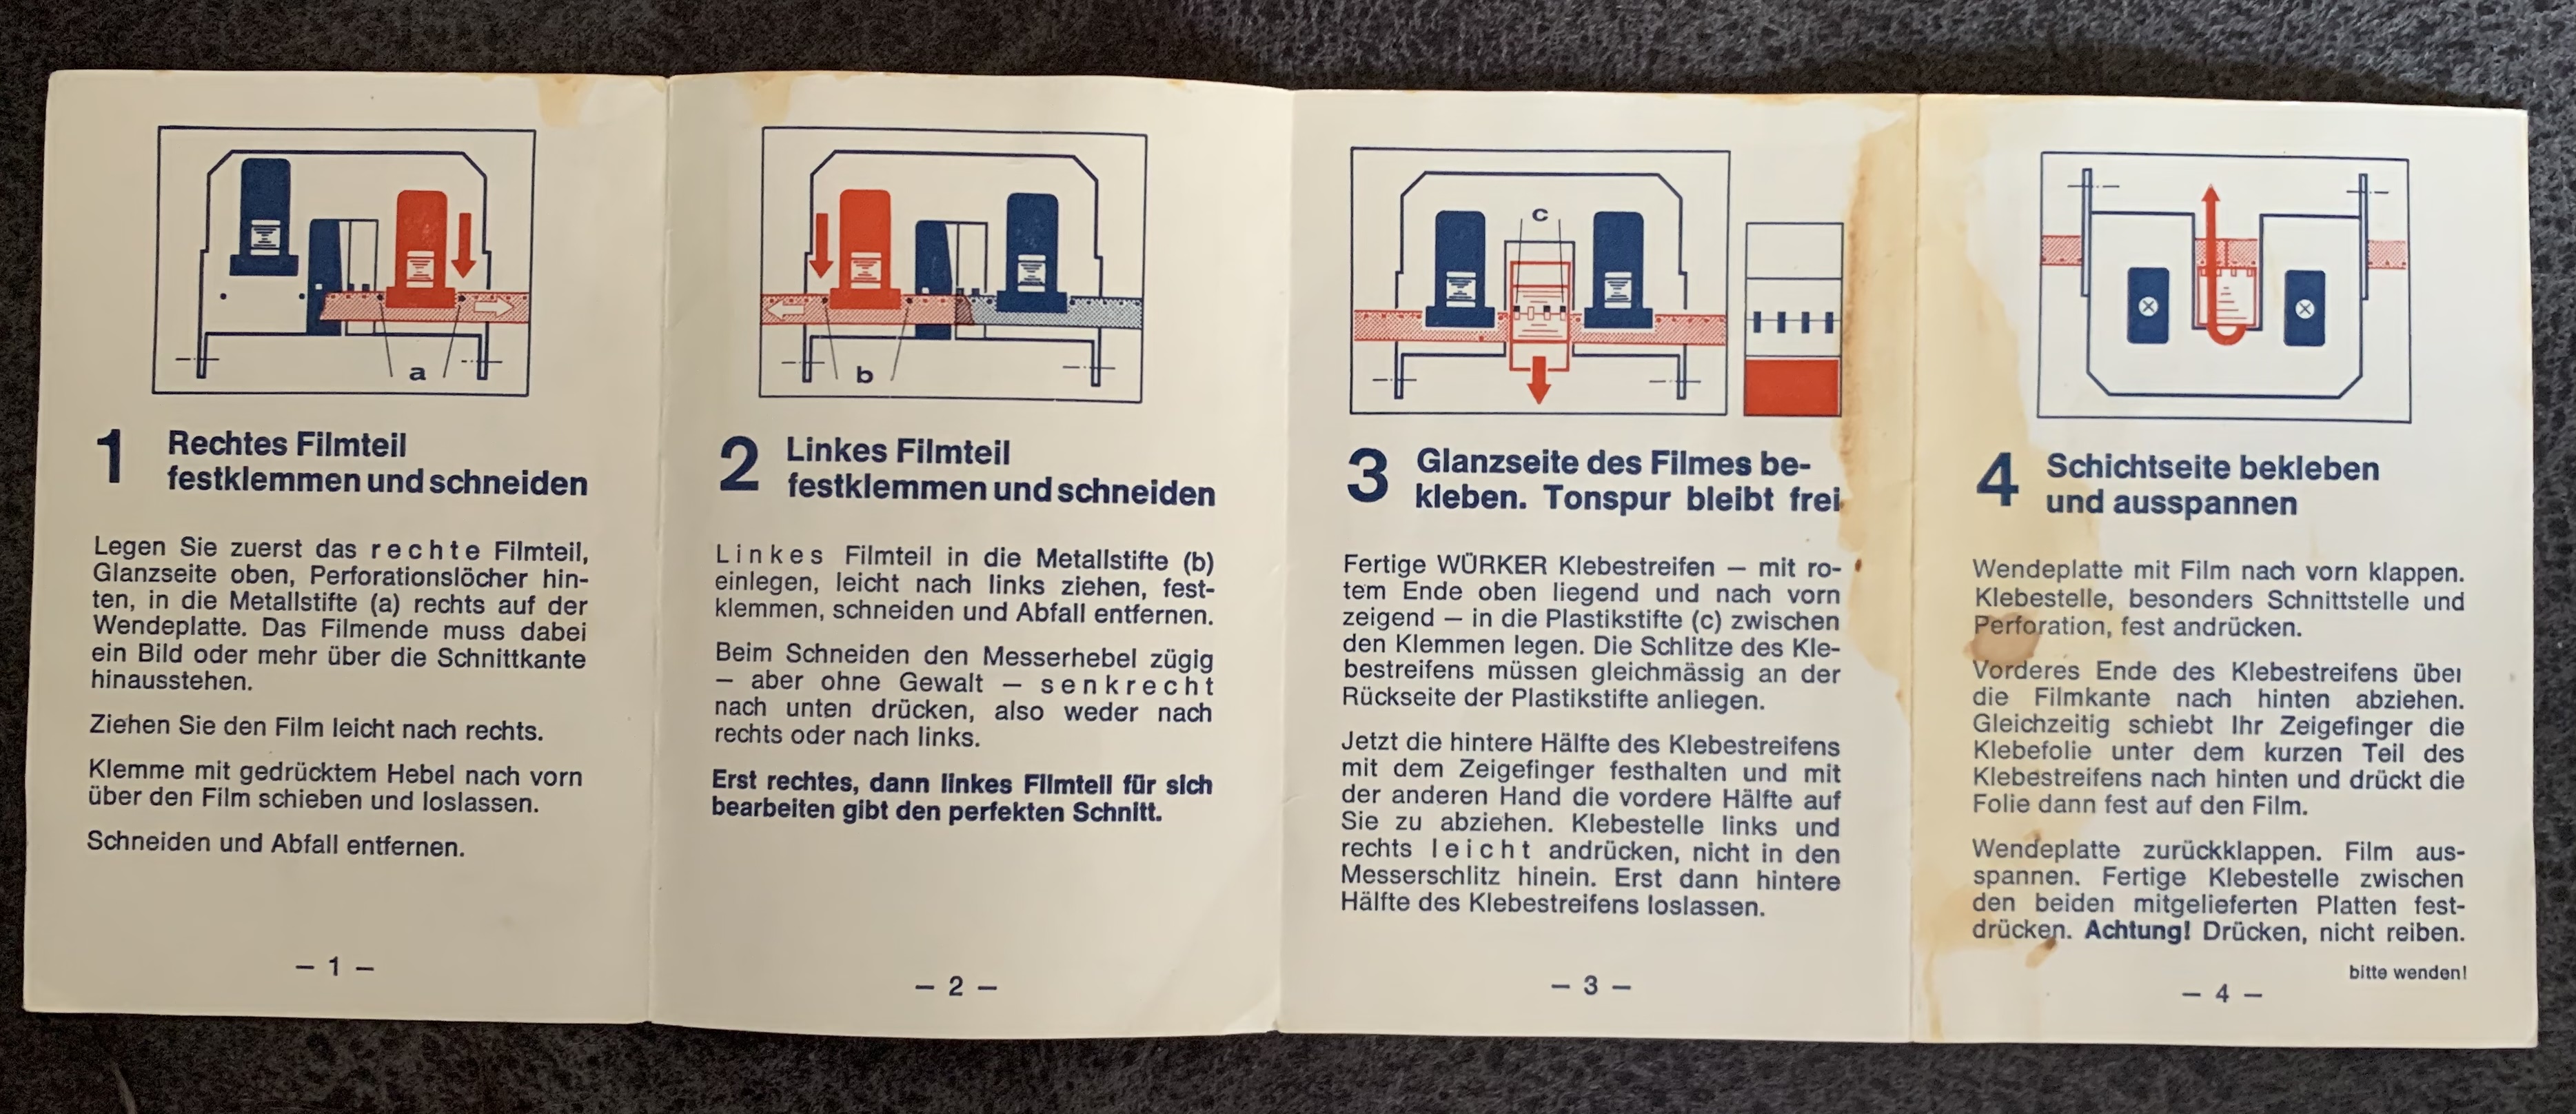 a
1 Rechtes Filmteil
festklemmen und schneiden
Legen Sie zuerst das rechte Filmteil,
Glanzseite oben, Perforationslöcher hin-
ten, in die Metallstifte (a) rechts auf der
Wendeplatte. Das Filmende muss dabei
ein Bild oder mehr über die Schnittkante
hinausstehen.
Ziehen Sie den Film leicht nach rechts.
Klemme mit gedrücktem Hebel nach vorn
über den Film schieben und loslassen.
Schneiden und Abfall entfernen.
– 1 –
b
2 Linkes Filmteil
festklemmen und schneiden
Linkes Filmteil in die Metallstifte (b)
einlegen, leicht nach links ziehen, fest-
klemmen, schneiden und Abfall entfernen.
Beim Schneiden den Messerhebel zügig
– aber ohne Gewalt – senkrecht
nach unten drücken, also weder nach
rechts oder nach links.
Erst rechtes, dann linkes Filmteil für sich
bearbeiten gibt den perfekten Schnitt.
– 2 –
c
3 Glanzseite des Filmes be-
kleben. Tonspur bleibt frei
Fertige WÜRKER Klebestreifen – mit ro-
tem Ende oben liegend und nach vorn
zeigend – in die Plastikstifte (c) zwischen
den Klemmen legen. Die Schlitze des Kle-
bestreifens müssen gleichmässig an der
Rückseite der Plastikstifte anliegen.
Jetzt die hintere Hälfte des Klebestreifens
mit dem Zeigefinger festhalten und mit
der anderen Hand die vordere Hälfte auf
Sie zu abziehen. Klebestelle links und
rechts leicht andrücken, nicht in den
Messerschlitz hinein. Erst dann hintere
Hälfte des Klebestreifens loslassen.
– 3 –
4 Schichtseite bekleben
und ausspannen
Wendeplatte mit Film nach vorn klappen.
Klebestelle, besonders Schnittstelle und
Perforation, fest andrücken.
Vorderes Ende des Klebestreifens über
die Filmkante nach hinten abziehen.
Gleichzeitig schiebt Ihr Zeigefinger die
Klebefolie unter dem kurzen Teil des
Klebestreifens nach hinten und drückt die
Folie dann fest auf den Film.
Wendeplatte zurückklappen. Film aus-
spannen. Fertige Klebestelle zwischen
den beiden mitgelieferten Platten fest-
drücken. Achtung! Drücken, nicht reiben.
bitte wenden!
– 4 –